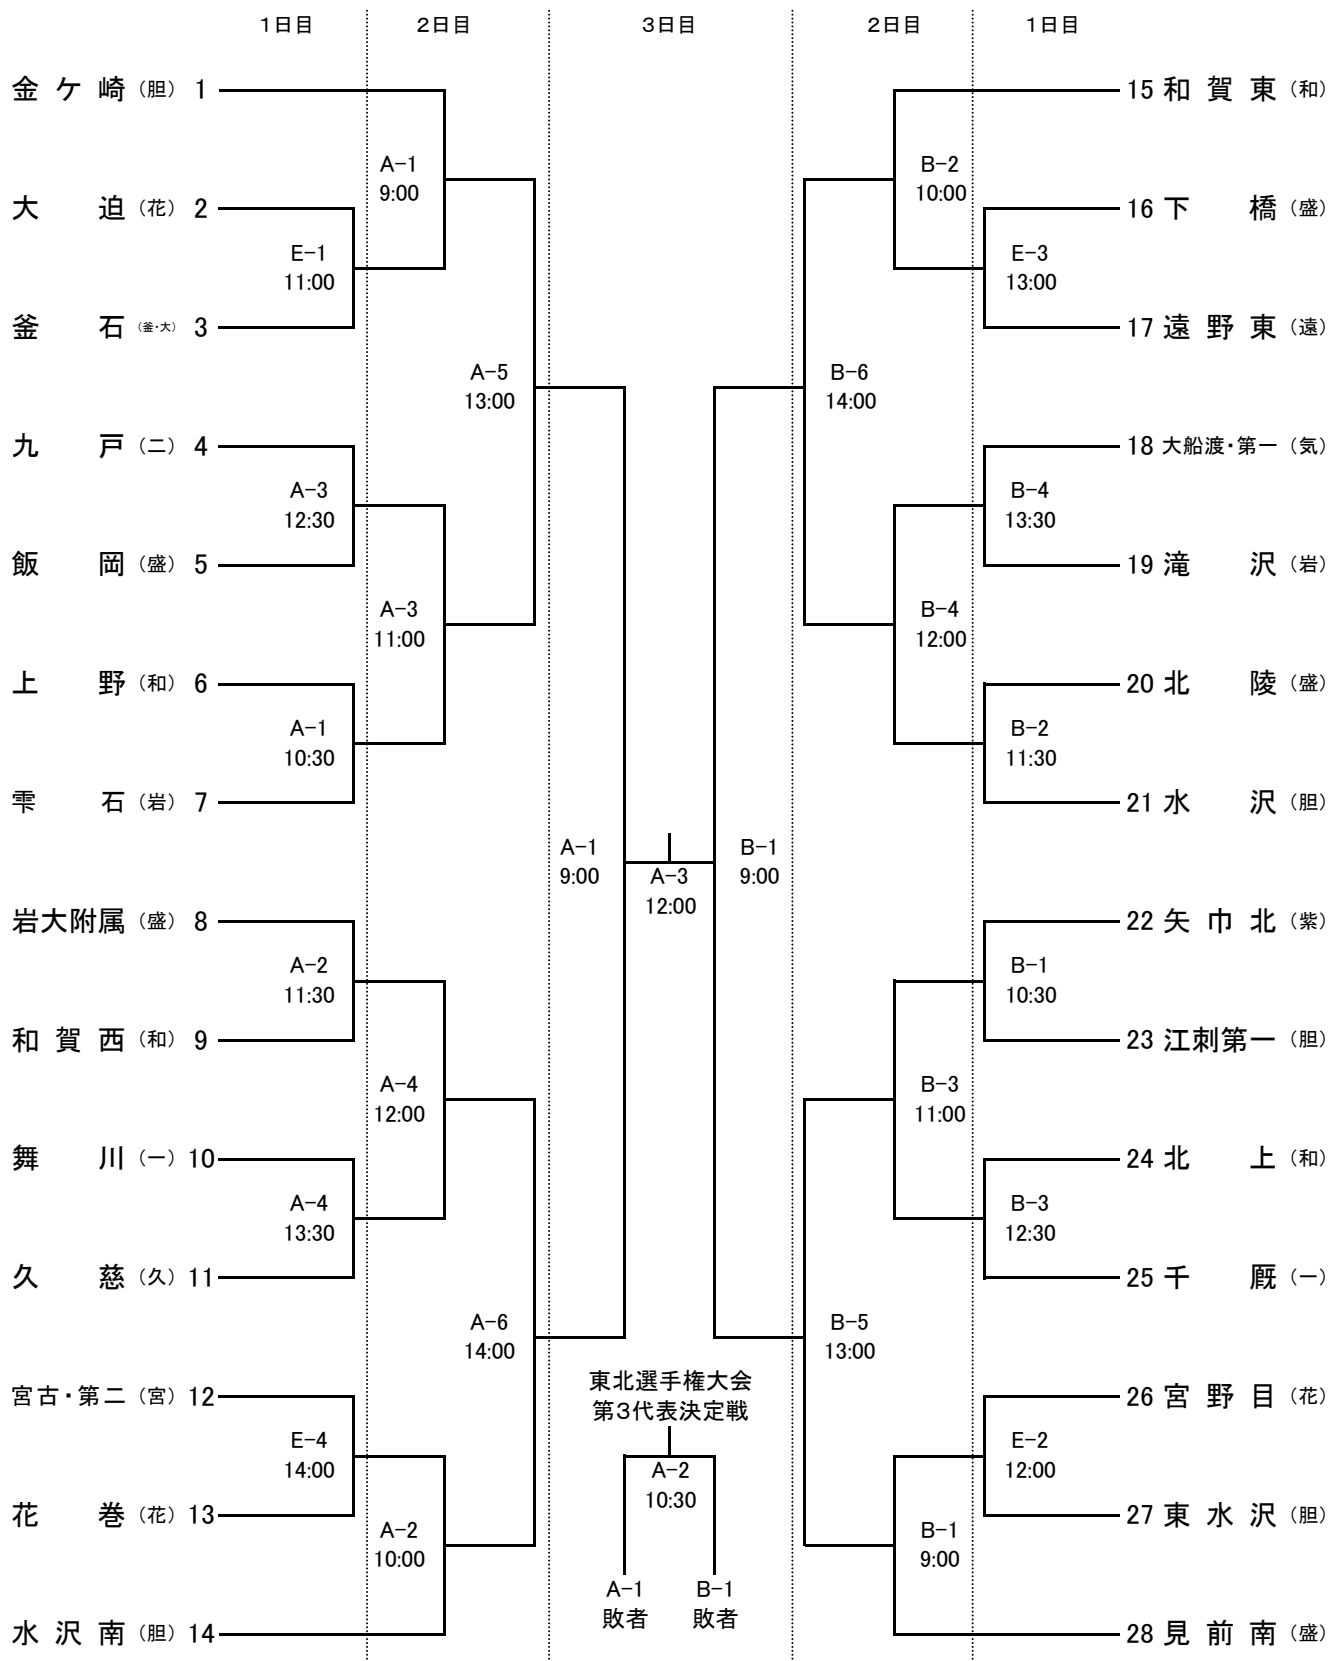 1日目 2日目 3日目 2日目 1日目
金ケ崎（胆）1
15 和賀東（和）
A−1
9:00
B−2
10:00
大迫（花）2
16 下橋（盛）
E−1
11:00
E−3
13:00
釜石（釜・大）3
17 遠野東（遠）
A−5
13:00
B−6
14:00
九戸（二）4
18 大船渡・第一（気）
A−3
12:30
B−4
13:30
飯岡（盛）5
19 滝沢（岩）
A−3
11:00
B−4
12:00
上野（和）6
20 北陵（盛）
A−1
10:30
B−2
11:30
雫石（岩）7
21 水沢（胆）
A−1
9:00
A−3
12:00
B−1
9:00
岩大附属（盛）8
22 矢巾北（紫）
A−2
11:30
B−1
10:30
和賀西（和）9
23 江刺第一（胆）
A−4
12:00
B−3
11:00
舞川（一）10
24 北上（和）
A−4
13:30
B−3
12:30
久慈（久）11
25 千厩（一）
A−6
14:00
B−5
13:00
東北選手権大会
第3代表決定戦
宮古・第二（宮）12
26 宮野目（花）
E−4
14:00
A−2
10:30
E−2
12:00
花巻（花）13
27 東水沢（胆）
A−2
10:00
B−1
9:00
A−1
敗者
B−1
敗者
水沢南（胆）14
28 見前南（盛）